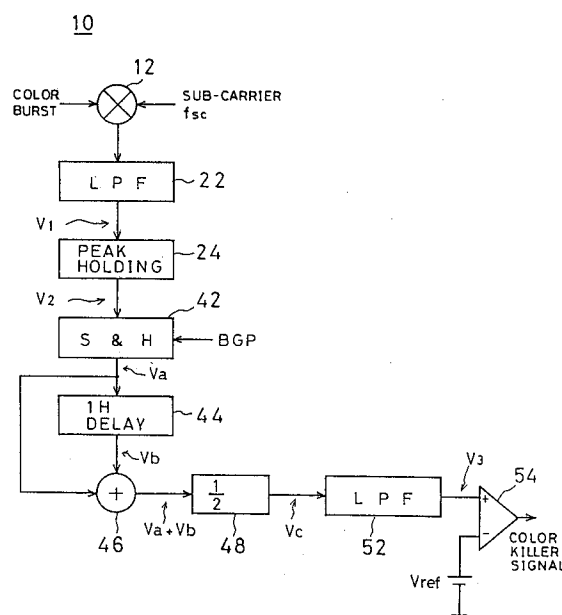 10
12
COLOR
BURST
SUB-CARRIER
fsc
L P F
22
V1
PEAK
HOLDING
24
V2
42
S & H
BGP
Va
1H
DELAY
44
Vb
+
46
Va+Vb
1/2
48
Vc
L P F
52
V3
54
+
−
COLOR
KILLER
SIGNAL
Vref